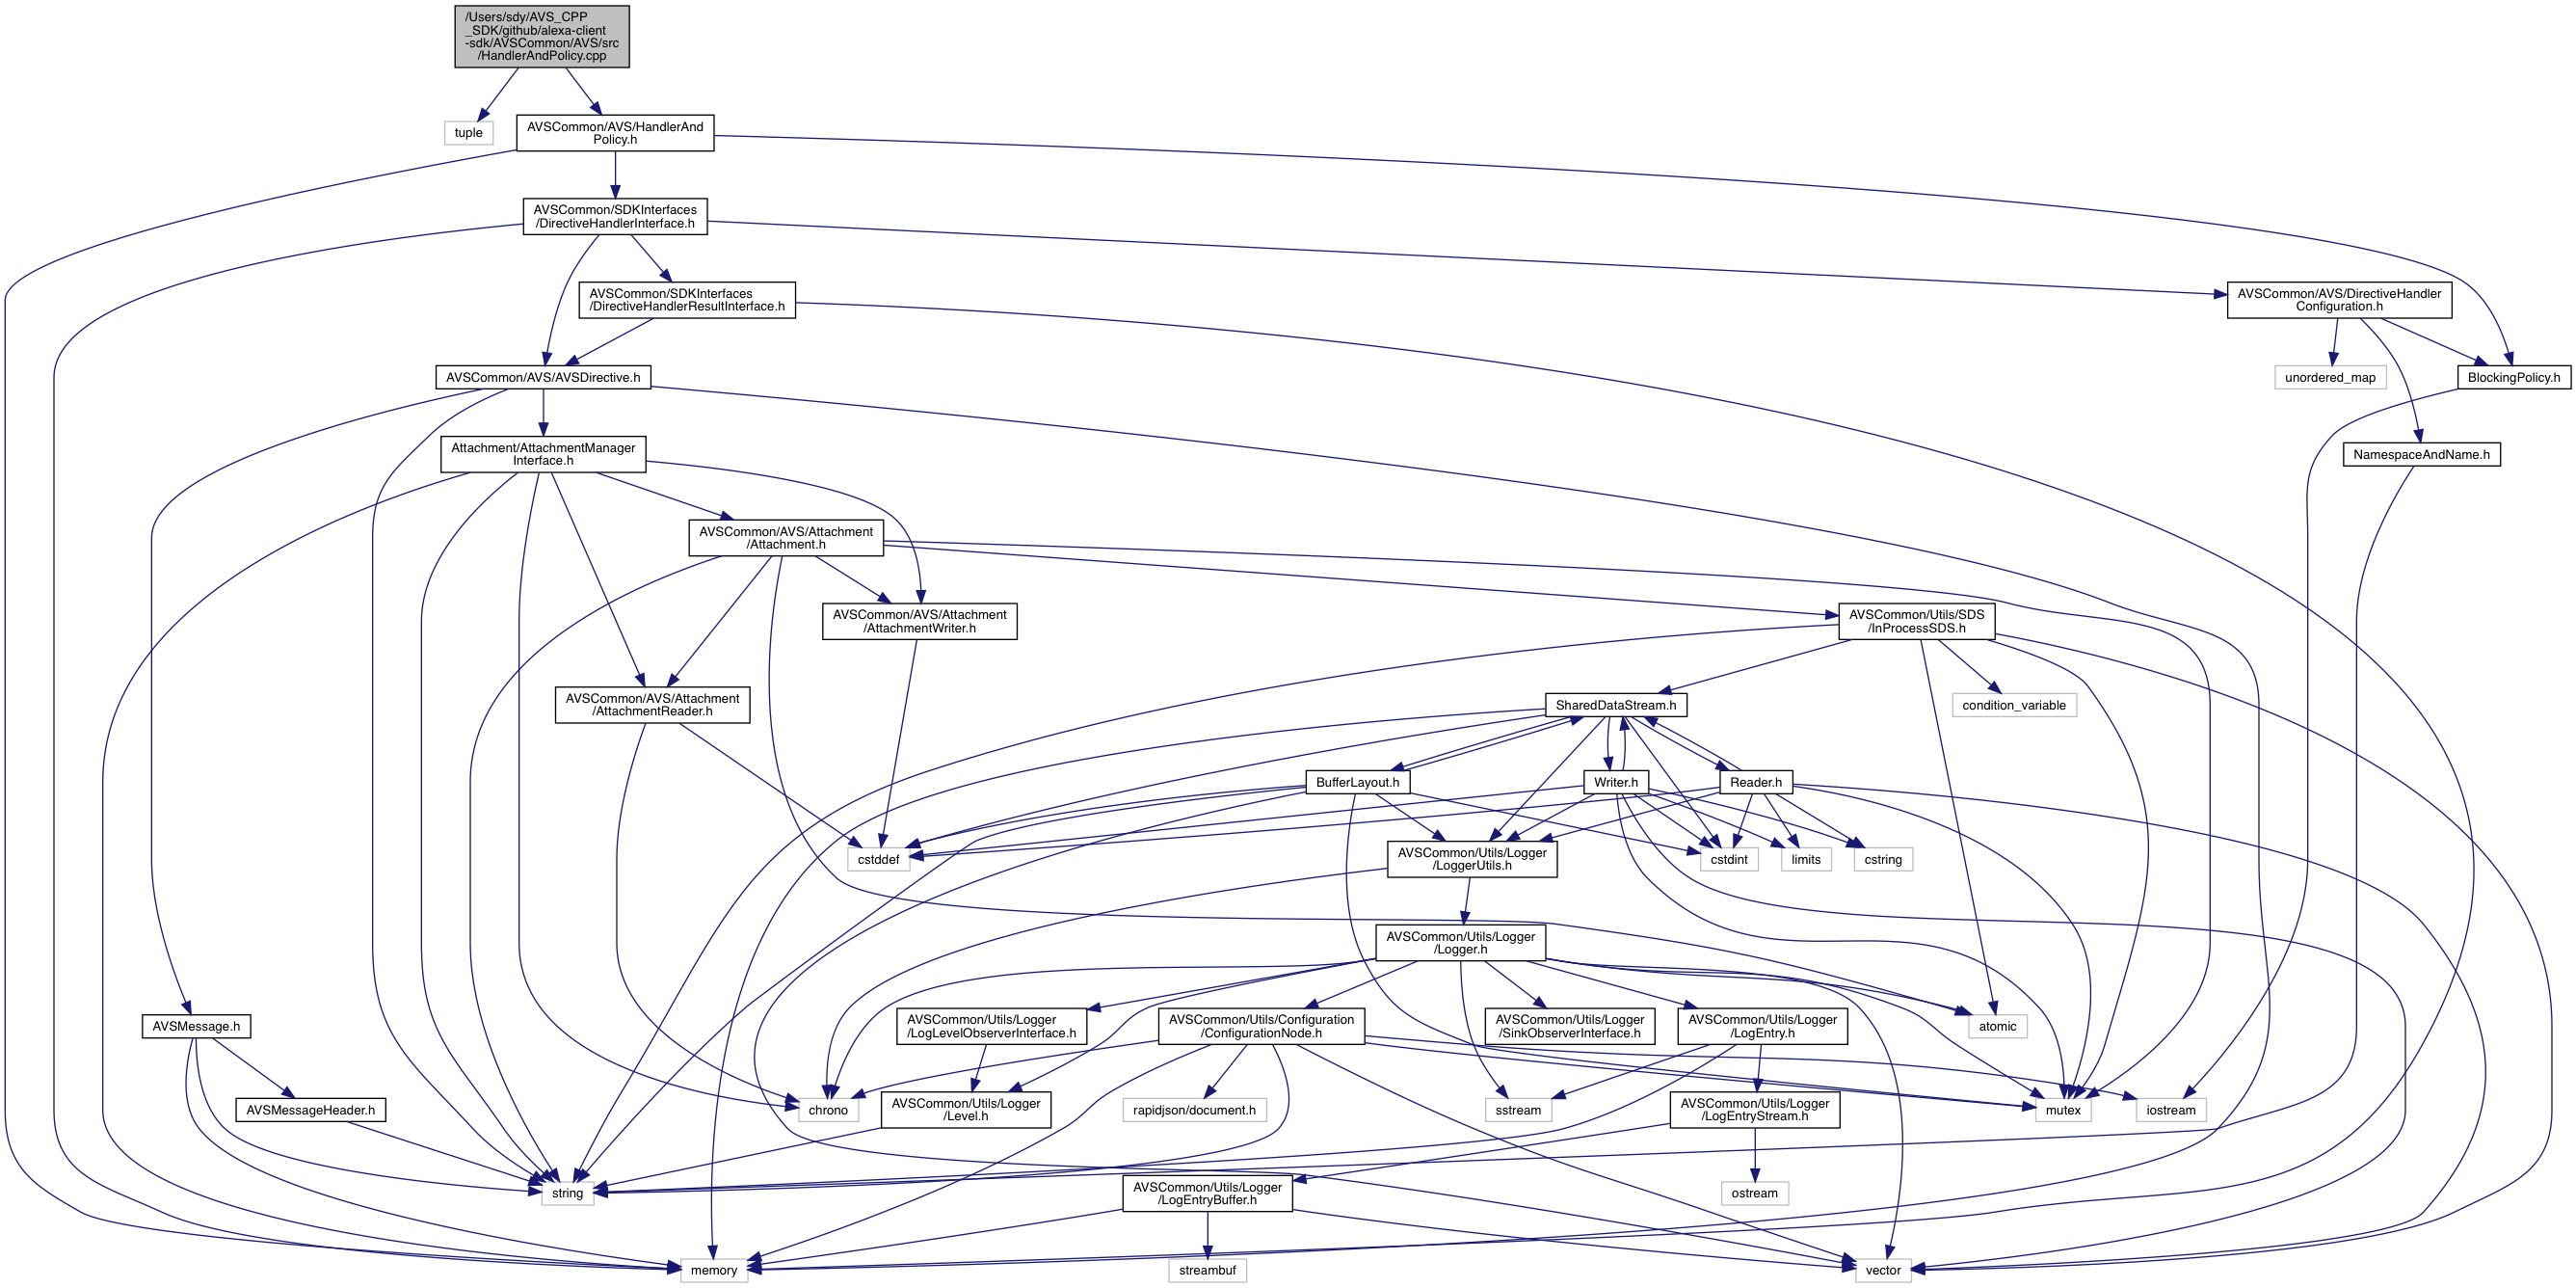 /Users/sdy/AVS_CPP
_SDK/github/alexa-client
-sdk/AVSCommon/AVS/src
/HandlerAndPolicy.cpp
tuple
AVSCommon/AVS/HandlerAnd
Policy.h
AVSCommon/SDKInterfaces
/DirectiveHandlerInterface.h
AVSCommon/SDKInterfaces
/DirectiveHandlerResultInterface.h
AVSCommon/AVS/DirectiveHandler
Configuration.h
AVSCommon/AVS/AVSDirective.h
unordered_map
BlockingPolicy.h
Attachment/AttachmentManager
Interface.h
NamespaceAndName.h
AVSCommon/AVS/Attachment
/Attachment.h
AVSCommon/AVS/Attachment
/AttachmentWriter.h
AVSCommon/Utils/SDS
/InProcessSDS.h
AVSCommon/AVS/Attachment
/AttachmentReader.h
SharedDataStream.h
condition_variable
BufferLayout.h
Writer.h
Reader.h
cstddef
AVSCommon/Utils/Logger
/LoggerUtils.h
cstdint
limits
cstring
AVSCommon/Utils/Logger
/Logger.h
AVSMessage.h
AVSCommon/Utils/Logger
/LogLevelObserverInterface.h
AVSCommon/Utils/Configuration
/ConfigurationNode.h
AVSCommon/Utils/Logger
/SinkObserverInterface.h
AVSCommon/Utils/Logger
/LogEntry.h
atomic
AVSMessageHeader.h
chrono
AVSCommon/Utils/Logger
/Level.h
rapidjson/document.h
sstream
AVSCommon/Utils/Logger
/LogEntryStream.h
mutex
iostream
string
AVSCommon/Utils/Logger
/LogEntryBuffer.h
ostream
memory
streambuf
vector